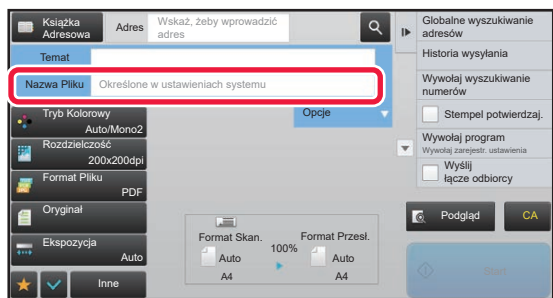 Książka
Adresowa
Adres
Wskaż, żeby wprowadzić
adres
Temat
Nazwa Pliku
Określone w ustawieniach systemu
Tryb Kolorowy
Auto/Mono2
Rozdzielczość
200x200dpi
Format Pliku
PDF
Oryginał
Ekspozycja
Auto
Inne
Opcje
Format Skan.
Auto
A4
100%
Format Przesł.
Auto
A4
Globalne wyszukiwanie
adresów
Historia wysyłania
Wywołaj wyszukiwanie
numerów
Stempel potwierdzaj.
Wywołaj program
Wywołaj zarejestr. ustawienia
Wyślij
łącze odbiorcy
Podgląd
CA
Start